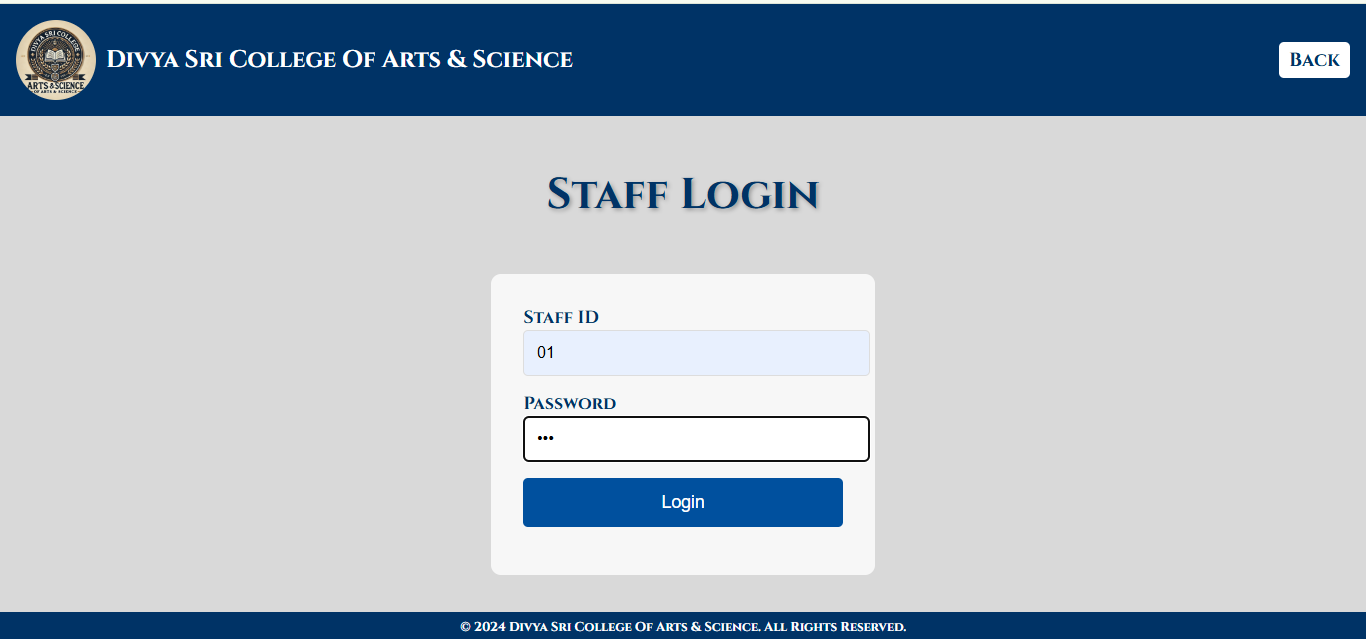 DIVYA SRI COLLEGE
ARTS & SCIENCE
OF ARTS & SCIENCE
Divya Sri College Of Arts & Science
Back
Staff Login
Staff ID
01
Password
•••
Login
© 2024 Divya Sri College Of Arts & Science. All Rights Reserved.